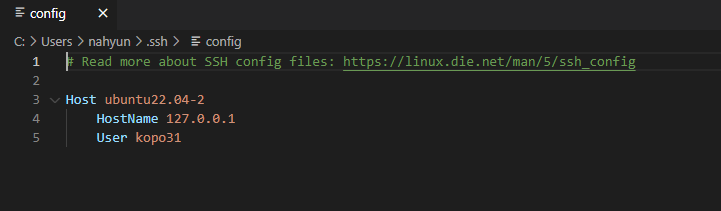 config
C: > Users > nahyun > .ssh > config
1 # Read more about SSH config files: https://linux.die.net/man/5/ssh_config
2
3 Host ubuntu22.04-2
4 HostName 127.0.0.1
5 User kopo31